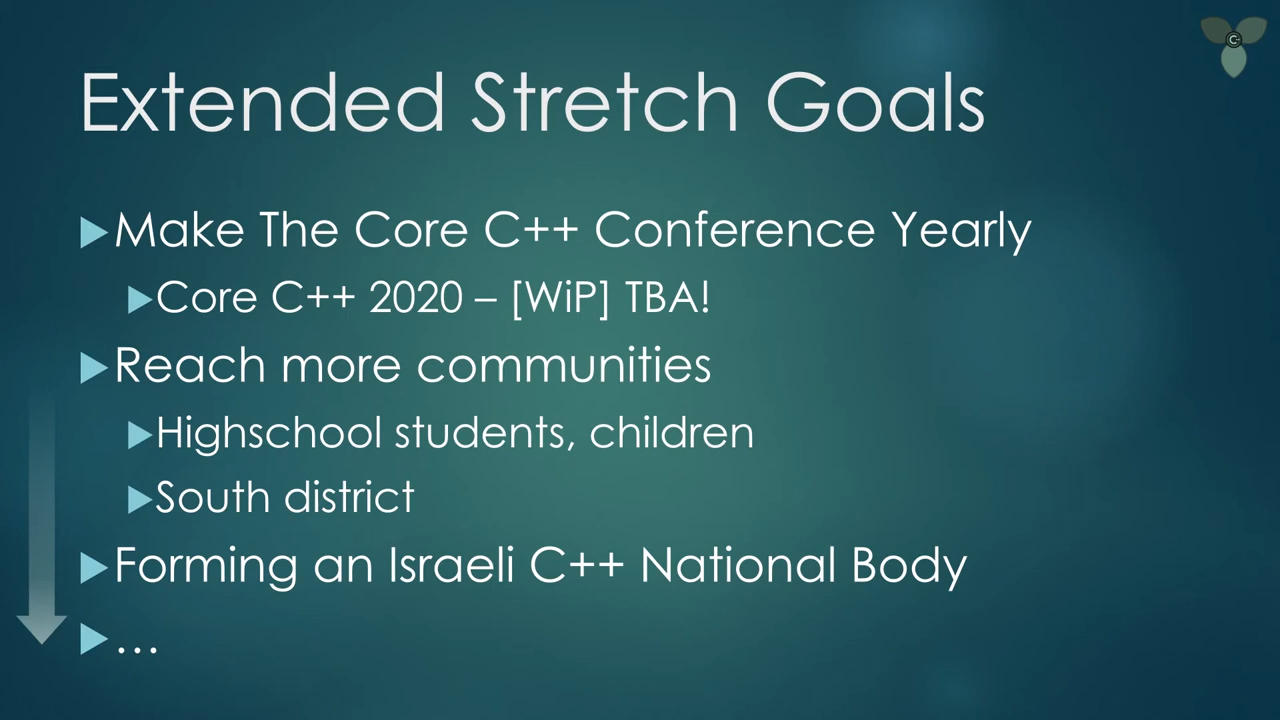 Extended Stretch Goals
Make The Core C++ Conference Yearly
Core C++ 2020 – [WiP] TBA!
Reach more communities
Highschool students, children
South district
Forming an Israeli C++ National Body
…